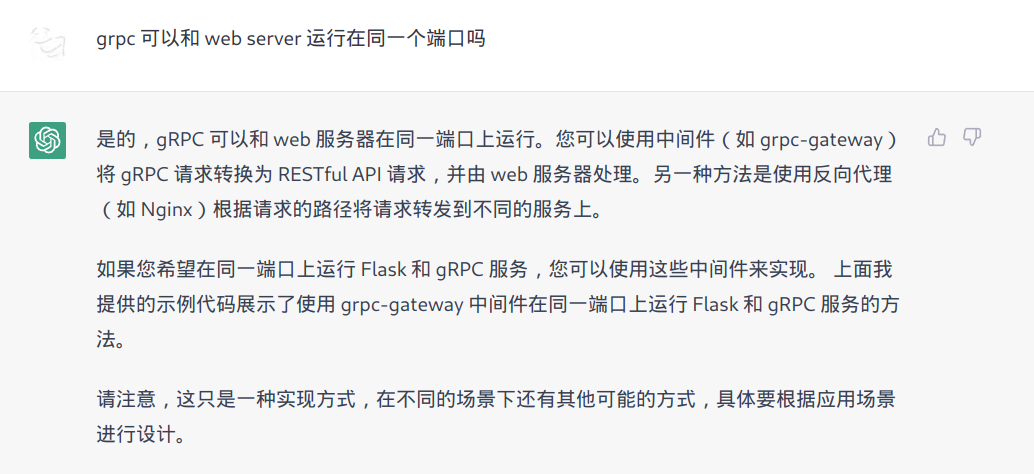 grpc 可以和 web server 运行在同一个端口吗
是的，gRPC 可以和 web 服务器在同一端口上运行。您可以使用中间件（如 grpc-gateway）
将 gRPC 请求转换为 RESTful API 请求，并由 web 服务器处理。另一种方法是使用反向代理
（如 Nginx）根据请求的路径将请求转发到不同的服务上。
如果您希望在同一端口上运行 Flask 和 gRPC 服务，您可以使用这些中间件来实现。 上面我
提供的示例代码展示了使用 grpc-gateway 中间件在同一端口上运行 Flask 和 gRPC 服务的方
法。
请注意，这只是一种实现方式，在不同的场景下还有其他可能的方式，具体要根据应用场景
进行设计。